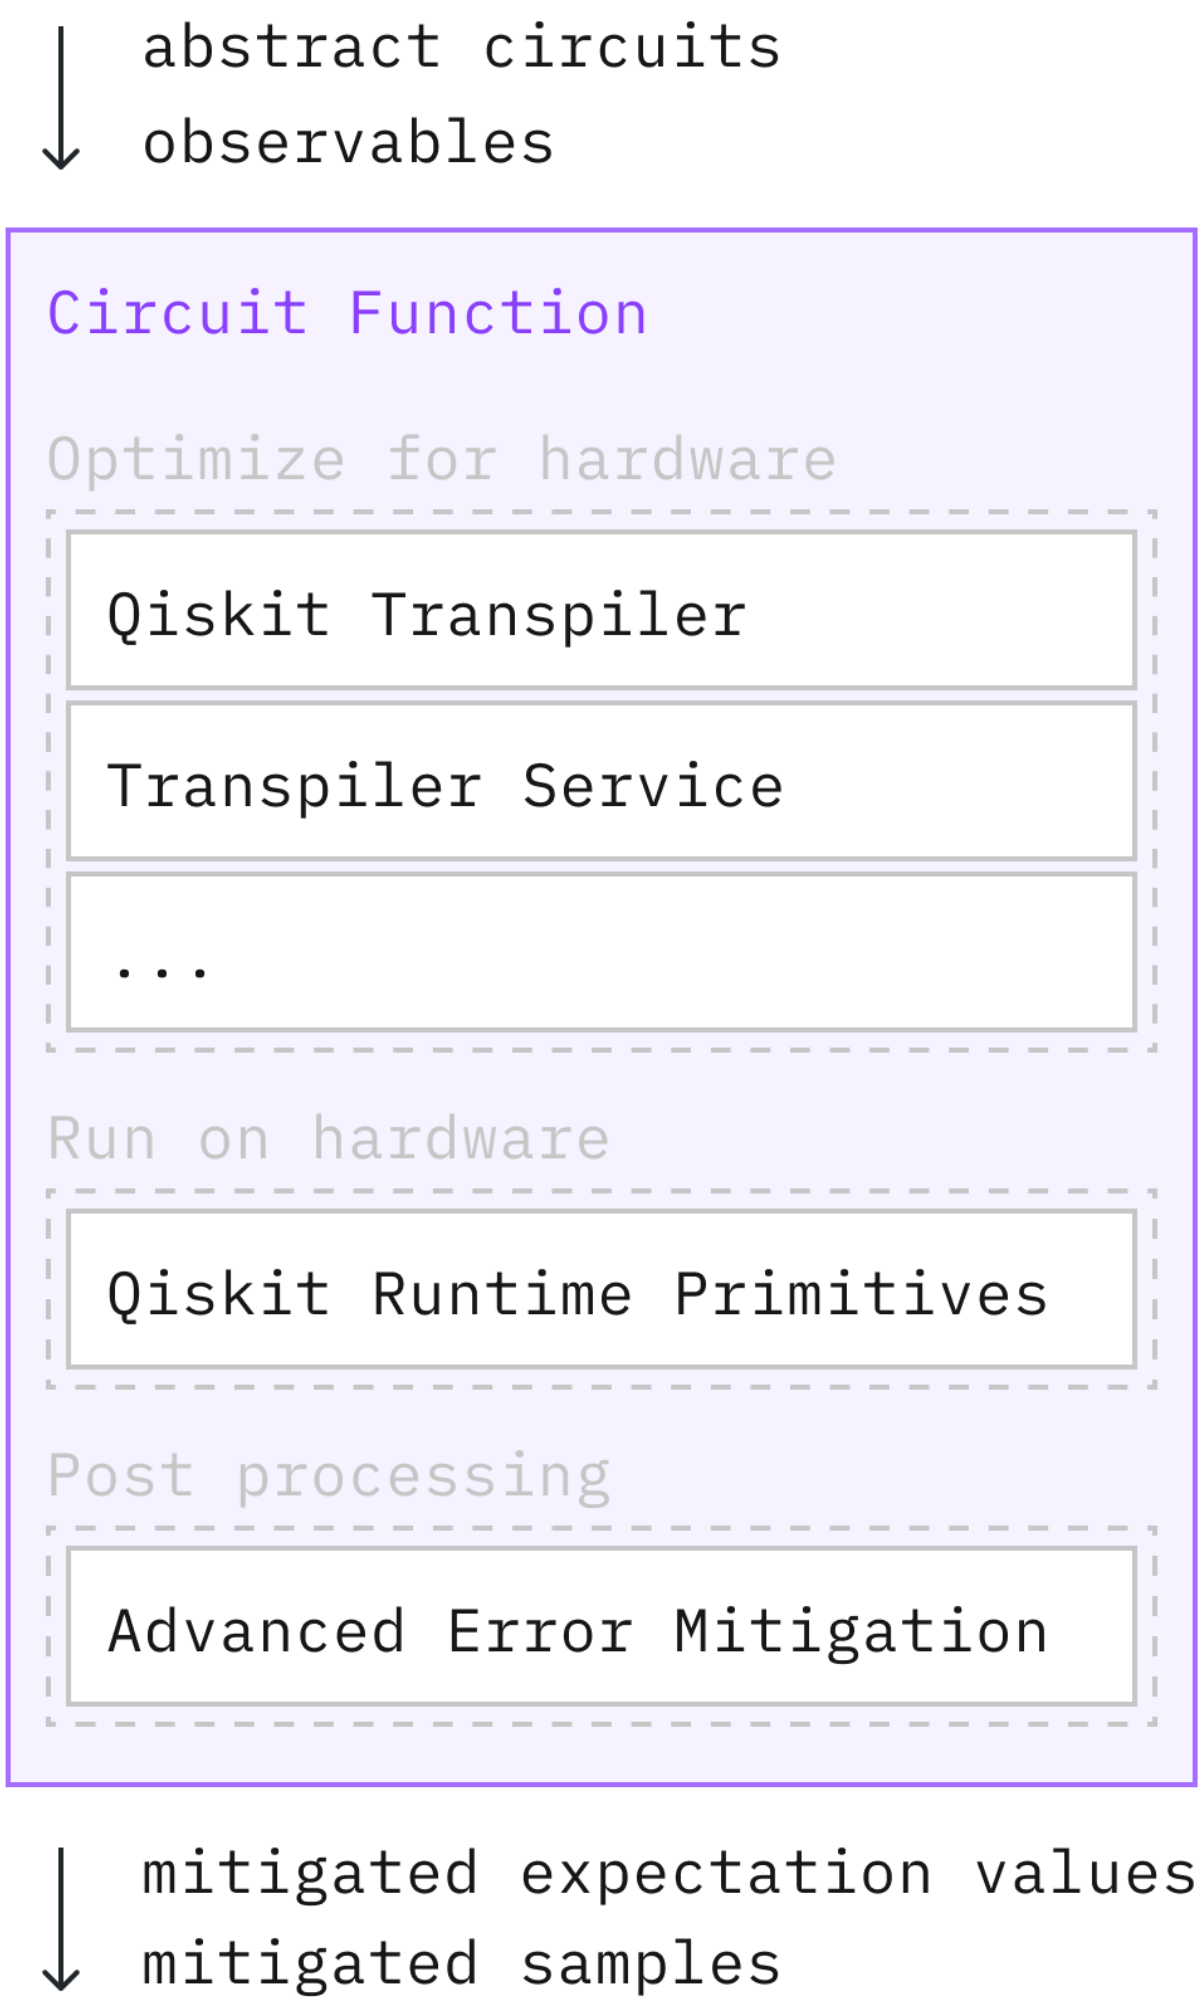 abstract circuits
observables
Circuit Function
Optimize for hardware
Qiskit Transpiler
Transpiler Service
...
Run on hardware
Qiskit Runtime Primitives
Post processing
Advanced Error Mitigation
mitigated expectation values
mitigated samples